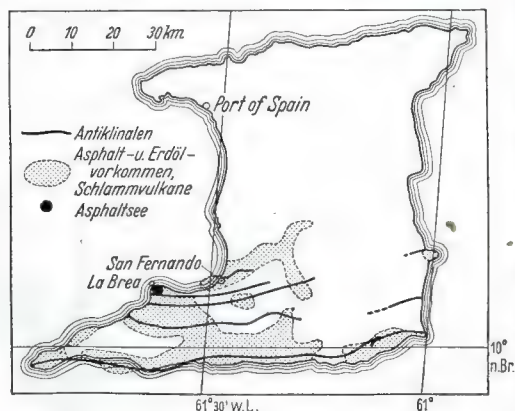 0 10 20 30 km
Port of Spain
Antiklinalen
Asphalt- u. Erdöl-
vorkommen,
Schlammvulkane
Asphaltsee
San Fernando
La Brea
10°
n.Br.
61°30' w.L.
61°